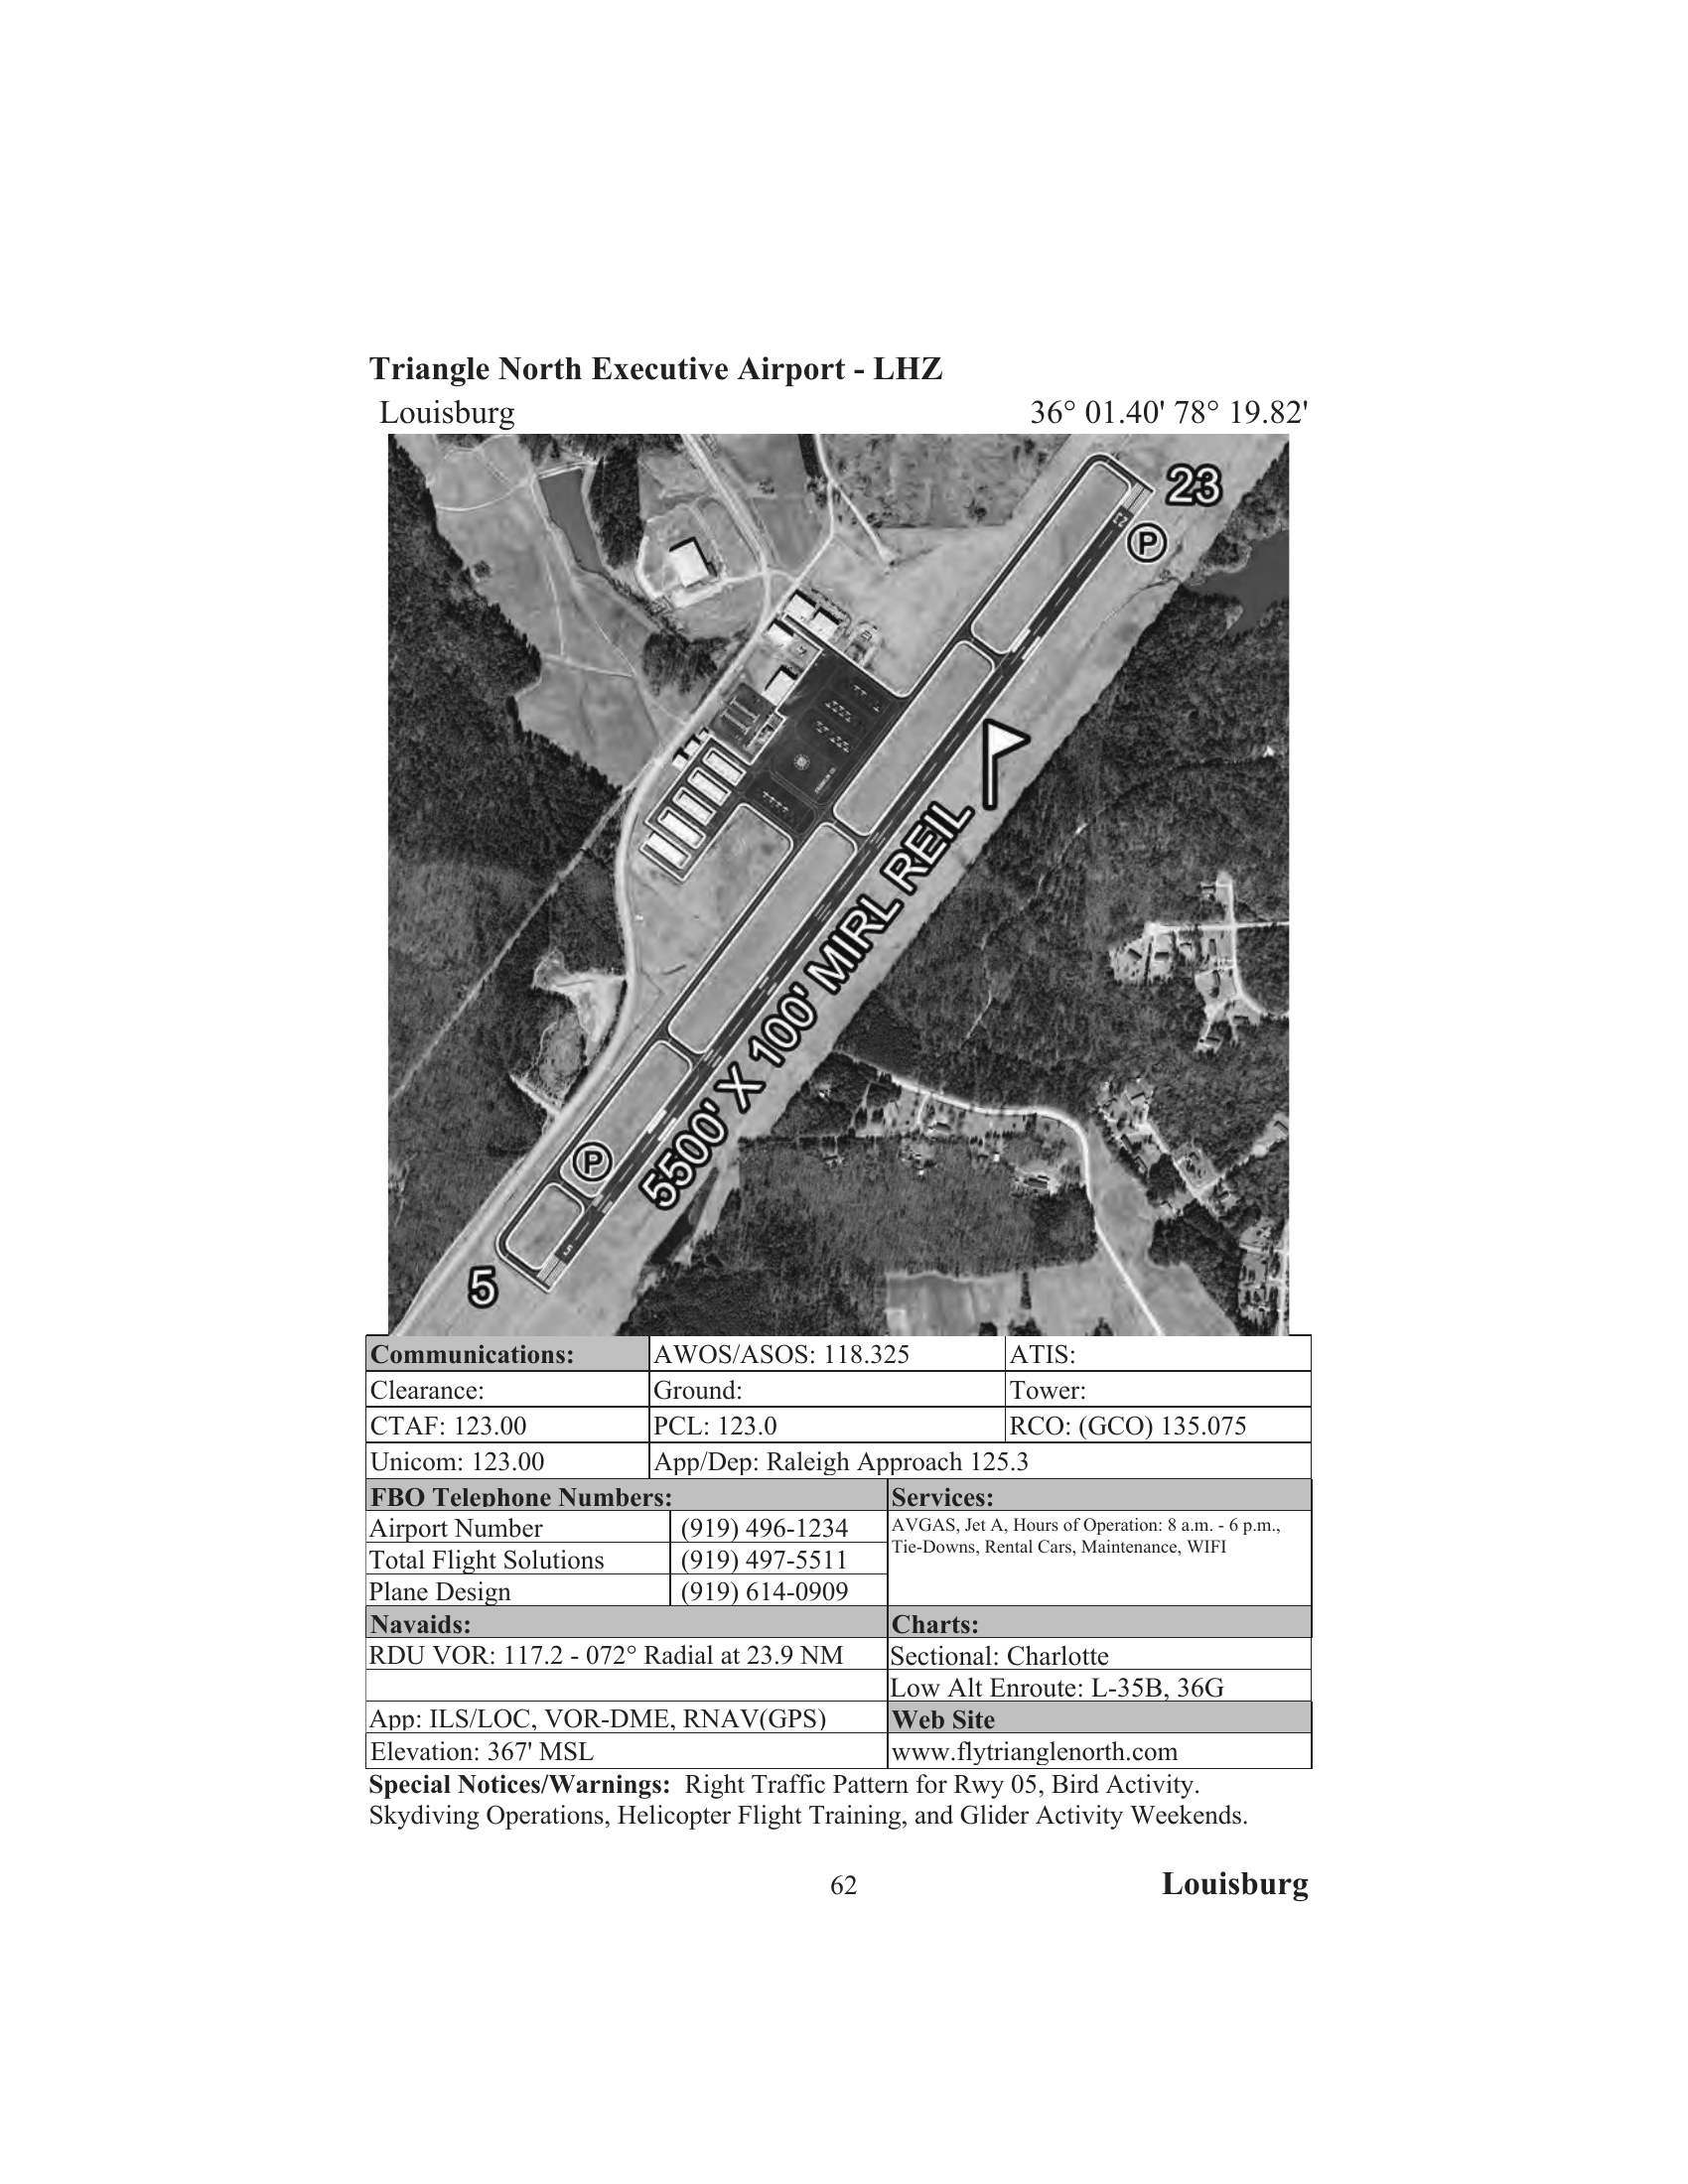 Triangle North Executive Airport - LHZ
Louisburg 36° 01.40' 78° 19.82'
23
P
5500' X 100' MIRL REIL
P
5
Communications: AWOS/ASOS: 118.325 ATIS:
Clearance: Ground: Tower:
CTAF: 123.00 PCL: 123.0 RCO: (GCO) 135.075
Unicom: 123.00 App/Dep: Raleigh Approach 125.3
FBO Telephone Numbers: Services:
Airport Number (919) 496-1234 AVGAS, Jet A, Hours of Operation: 8 a.m. - 6 p.m.,
Tie-Downs, Rental Cars, Maintenance, WIFI
Total Flight Solutions (919) 497-5511
Plane Design (919) 614-0909
Navaids: Charts:
RDU VOR: 117.2 - 072° Radial at 23.9 NM Sectional: Charlotte
Low Alt Enroute: L-35B, 36G
App: ILS/LOC, VOR-DME, RNAV(GPS) Web Site
Elevation: 367' MSL www.flytrianglenorth.com
Special Notices/Warnings: Right Traffic Pattern for Rwy 05, Bird Activity.
Skydiving Operations, Helicopter Flight Training, and Glider Activity Weekends.
62 Louisburg